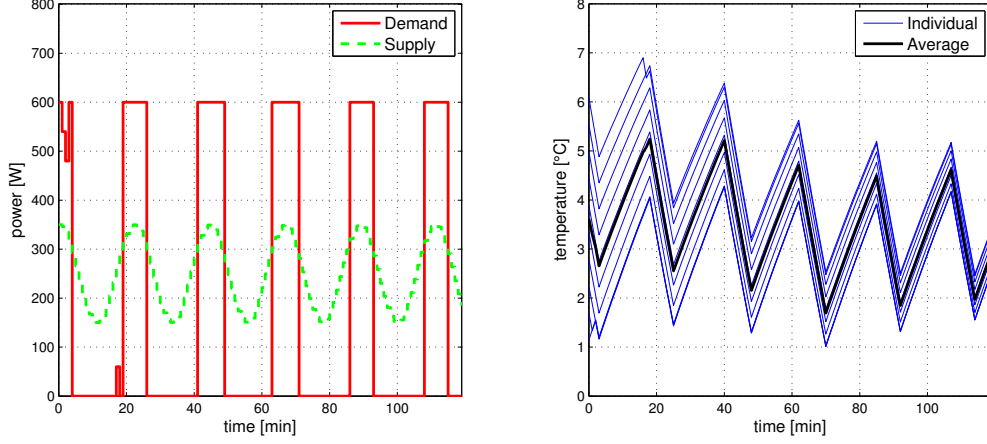 800
700
600
500
400
300
200
100
0
power [W]
0 20 40 60 80 100
time [min]
Demand
Supply
8
7
6
5
4
3
2
1
0
temperature [°C]
0 20 40 60 80 100
time [min]
Individual
Average